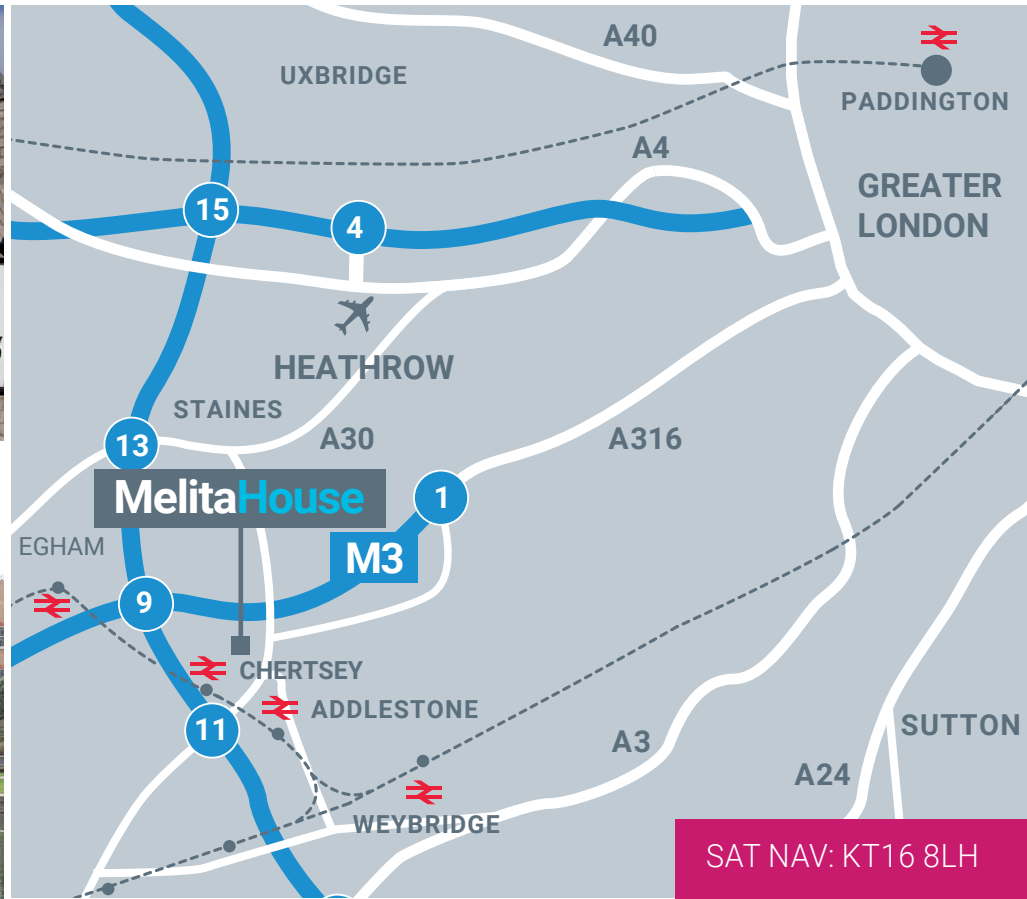 A40
UXBRIDGE
PADDINGTON
A4
GREATER
LONDON
15
4
HEATHROW
STAINES
13
A30
A316
MelitaHouse
1
EGHAM
M3
9
CHERTSEY
ADDLESTONE
11
SUTTON
A3
A24
WEYBRIDGE
SAT NAV: KT16 8LH